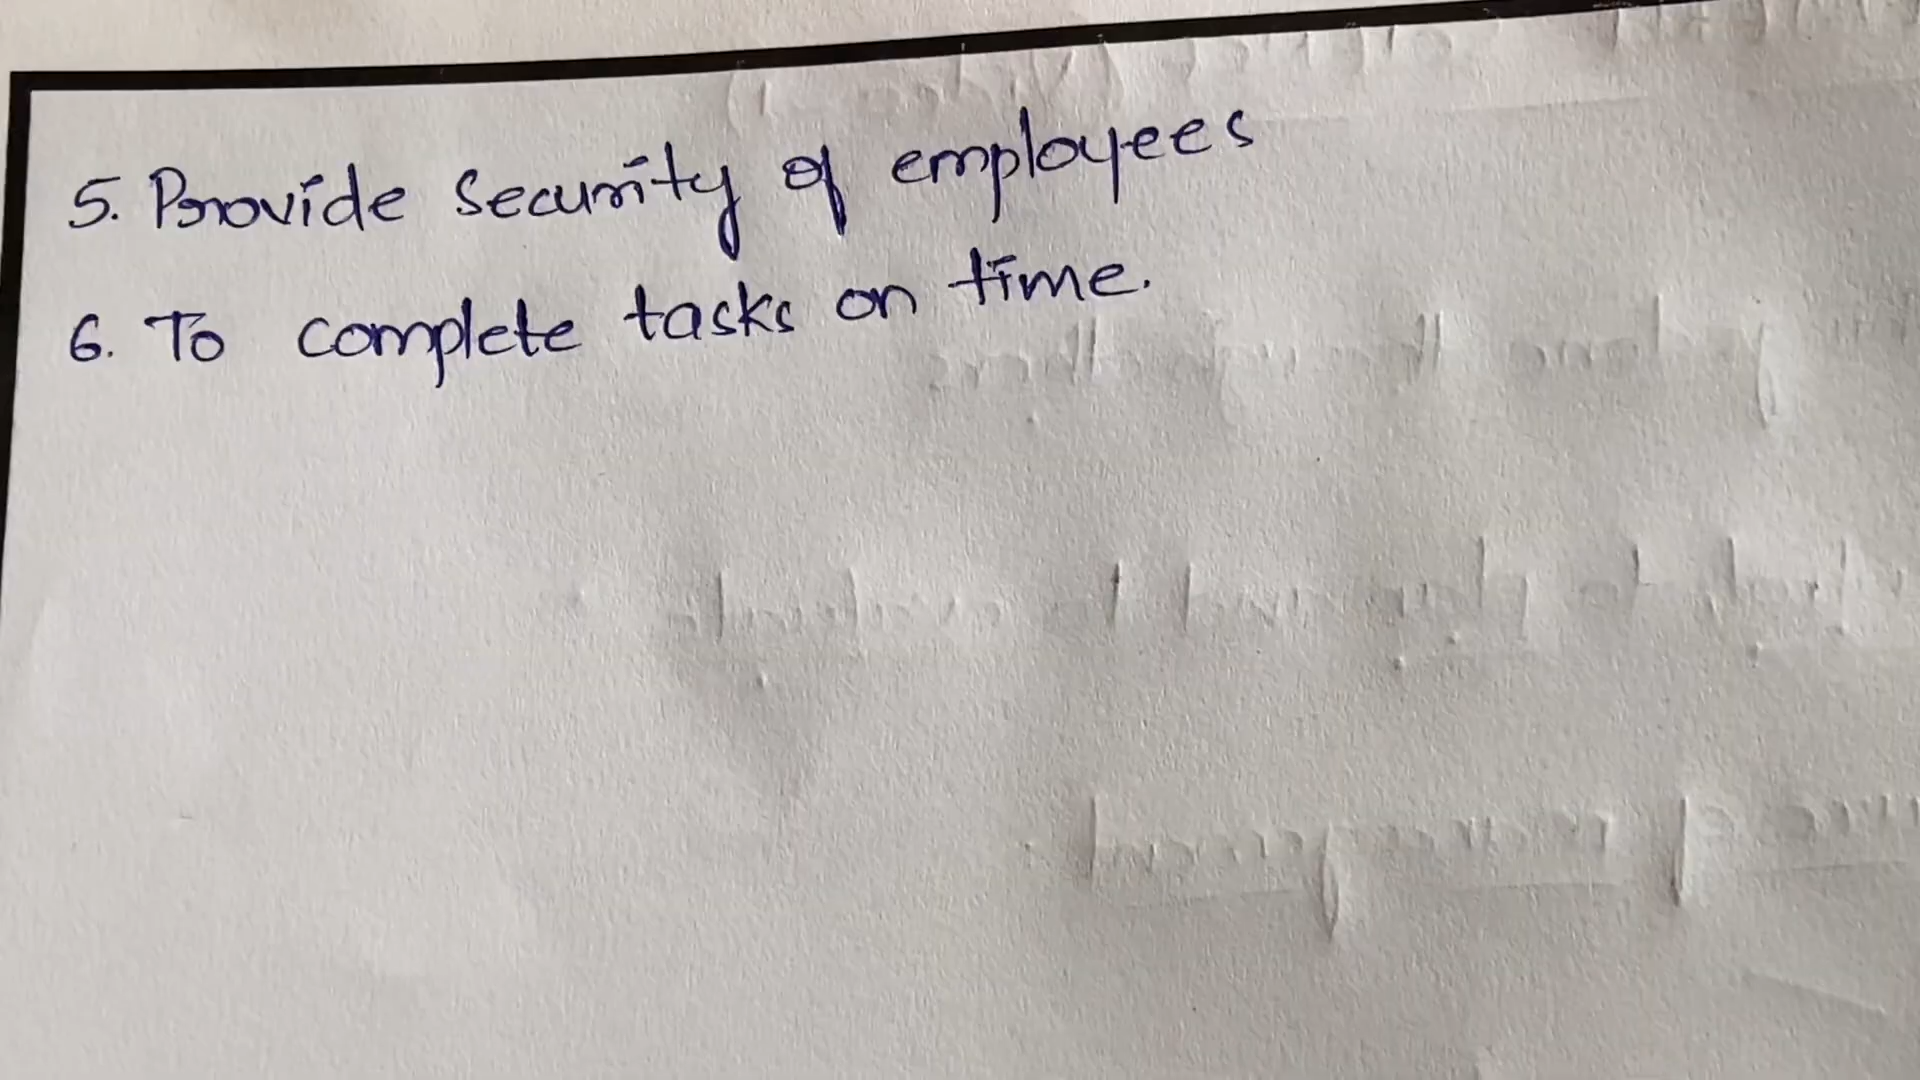 5. Provide Security of employees
6. To complete tasks on time.